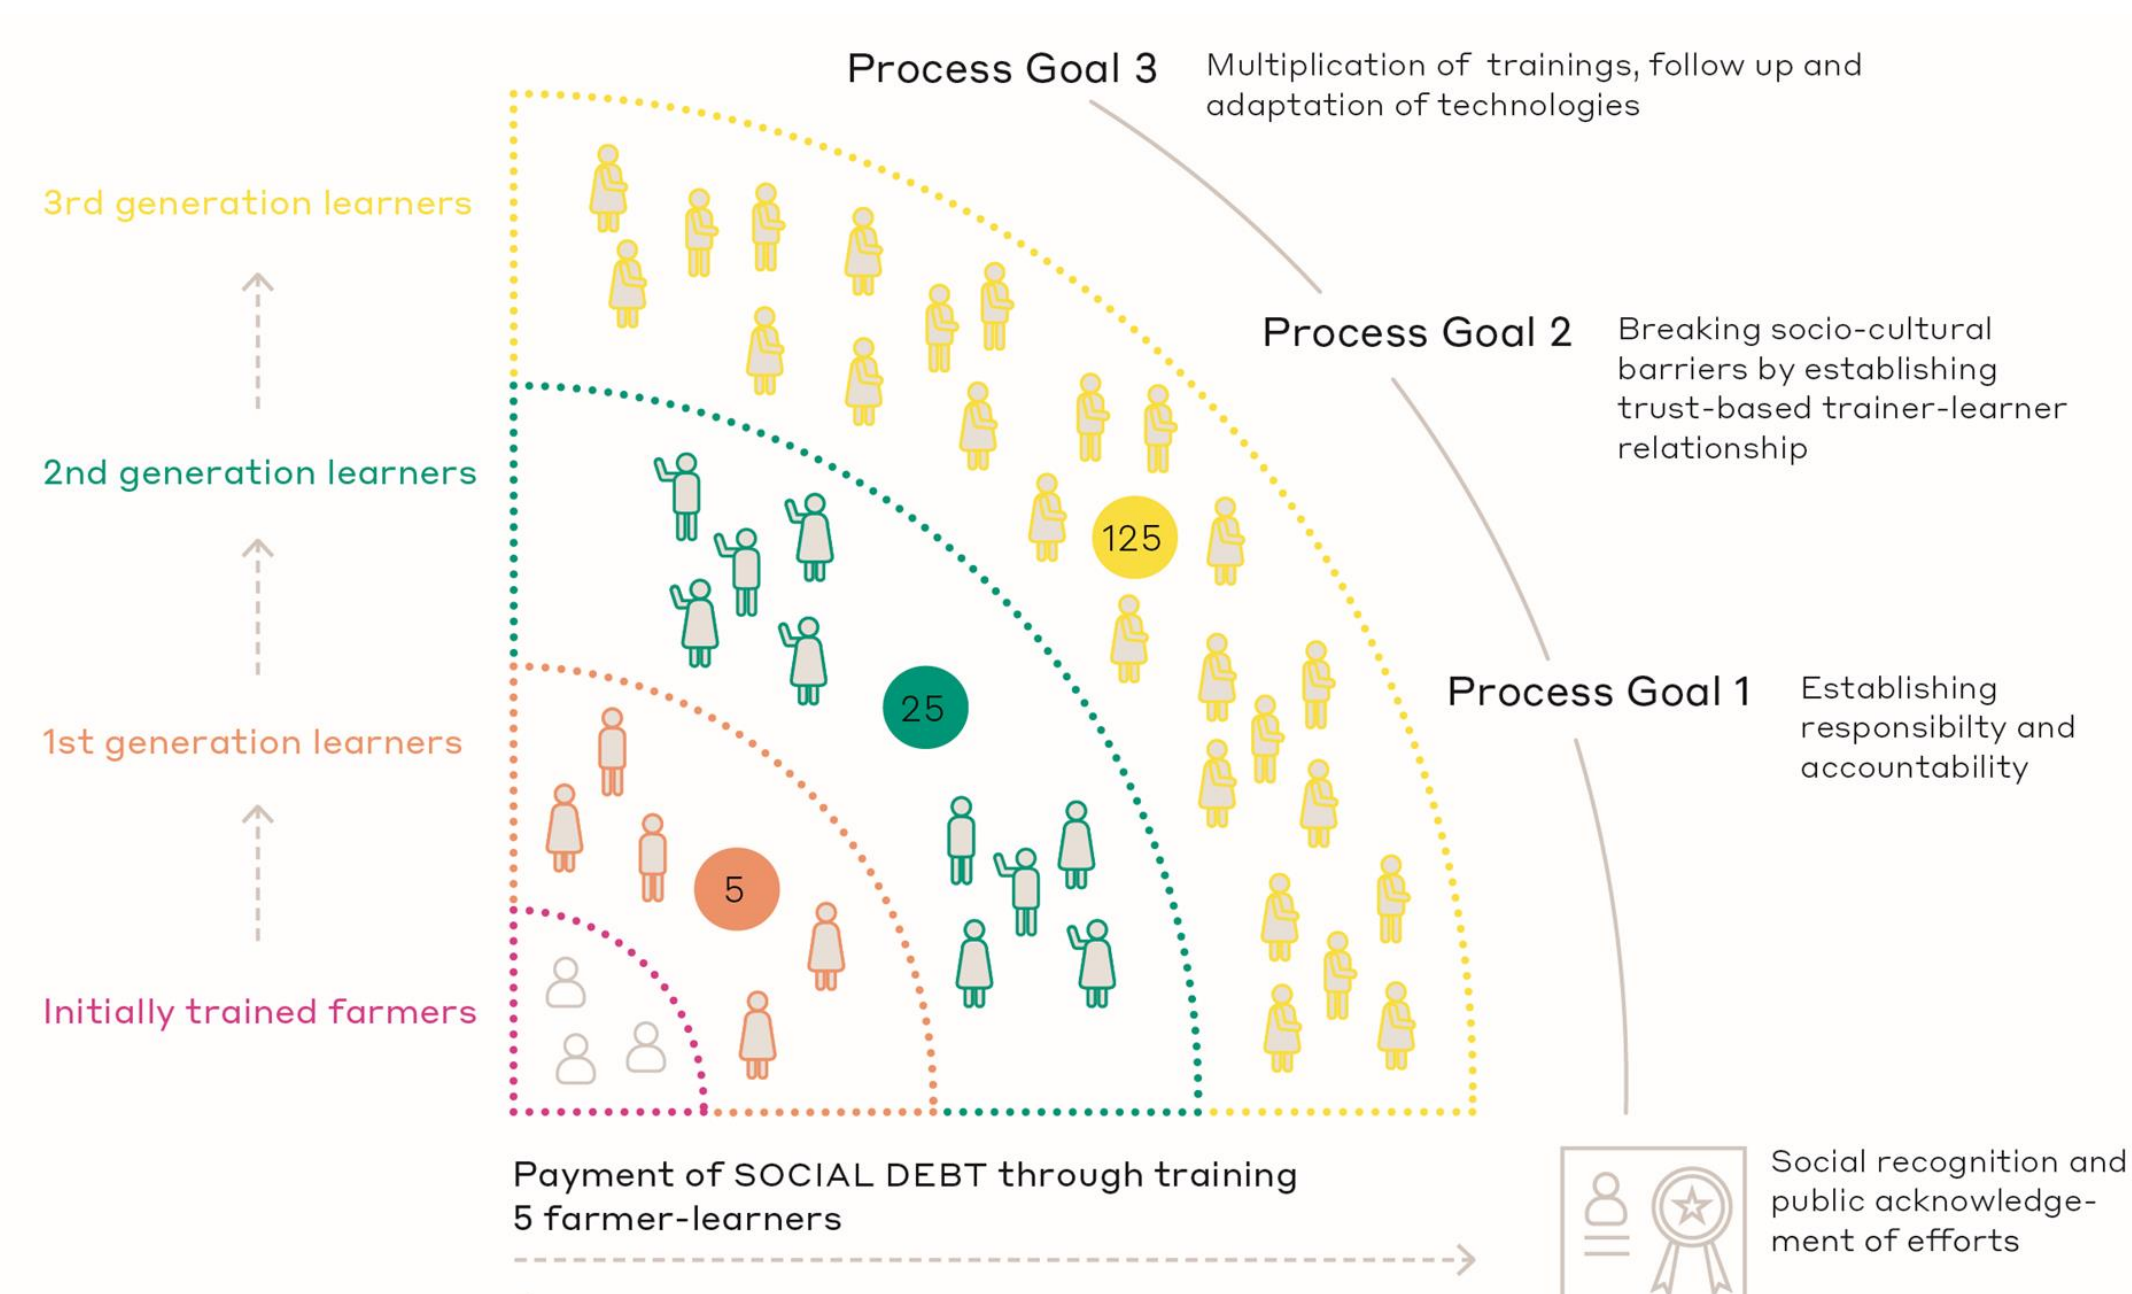 Process Goal 3
Multiplication of trainings, follow up and
adaptation of technologies
3rd generation learners
Process Goal 2
Breaking socio-cultural
barriers by establishing
trust-based trainer-learner
relationship
2nd generation learners
125
25
Process Goal 1
Establishing
responsibilty and
accountability
1st generation learners
5
Initially trained farmers
Payment of SOCIAL DEBT through training
5 farmer-learners
Social recognition and
public acknowledge-
ment of efforts